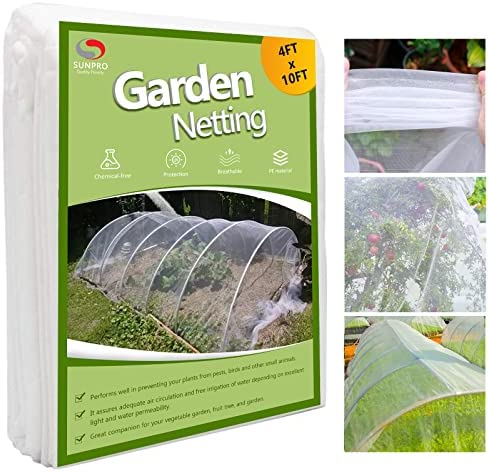 SUNPRO
Quality Priority
4FT
x
10FT
Garden
Netting
Chemical-free
Protection
Breathable
PE material
Performs well in preventing your plants from pests, birds and other small animals.
It assures adequate air circulation and free irrigation of water depending on excellent
light and water permeability.
Great companion for your vegetable garden, fruit tree, and garden.